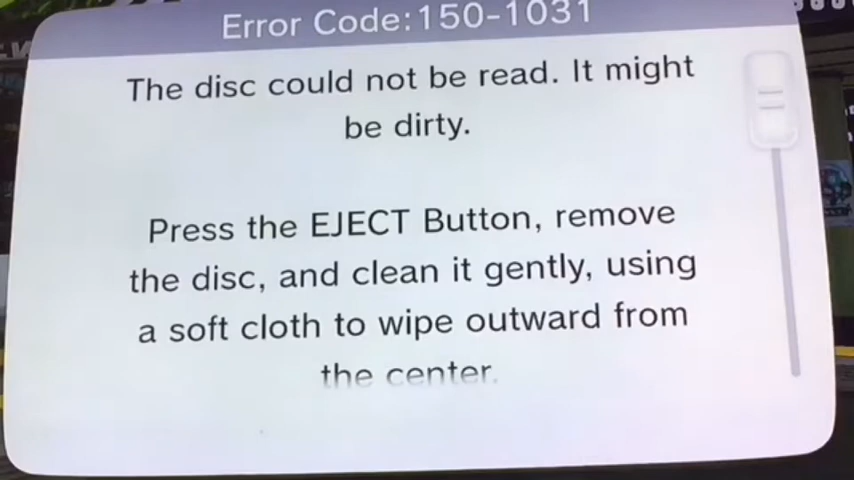 Error Code:150-1031
The disc could not be read. It might
be dirty.
Press the EJECT Button, remove
the disc, and clean it gently, using
a soft cloth to wipe outward from
the center.